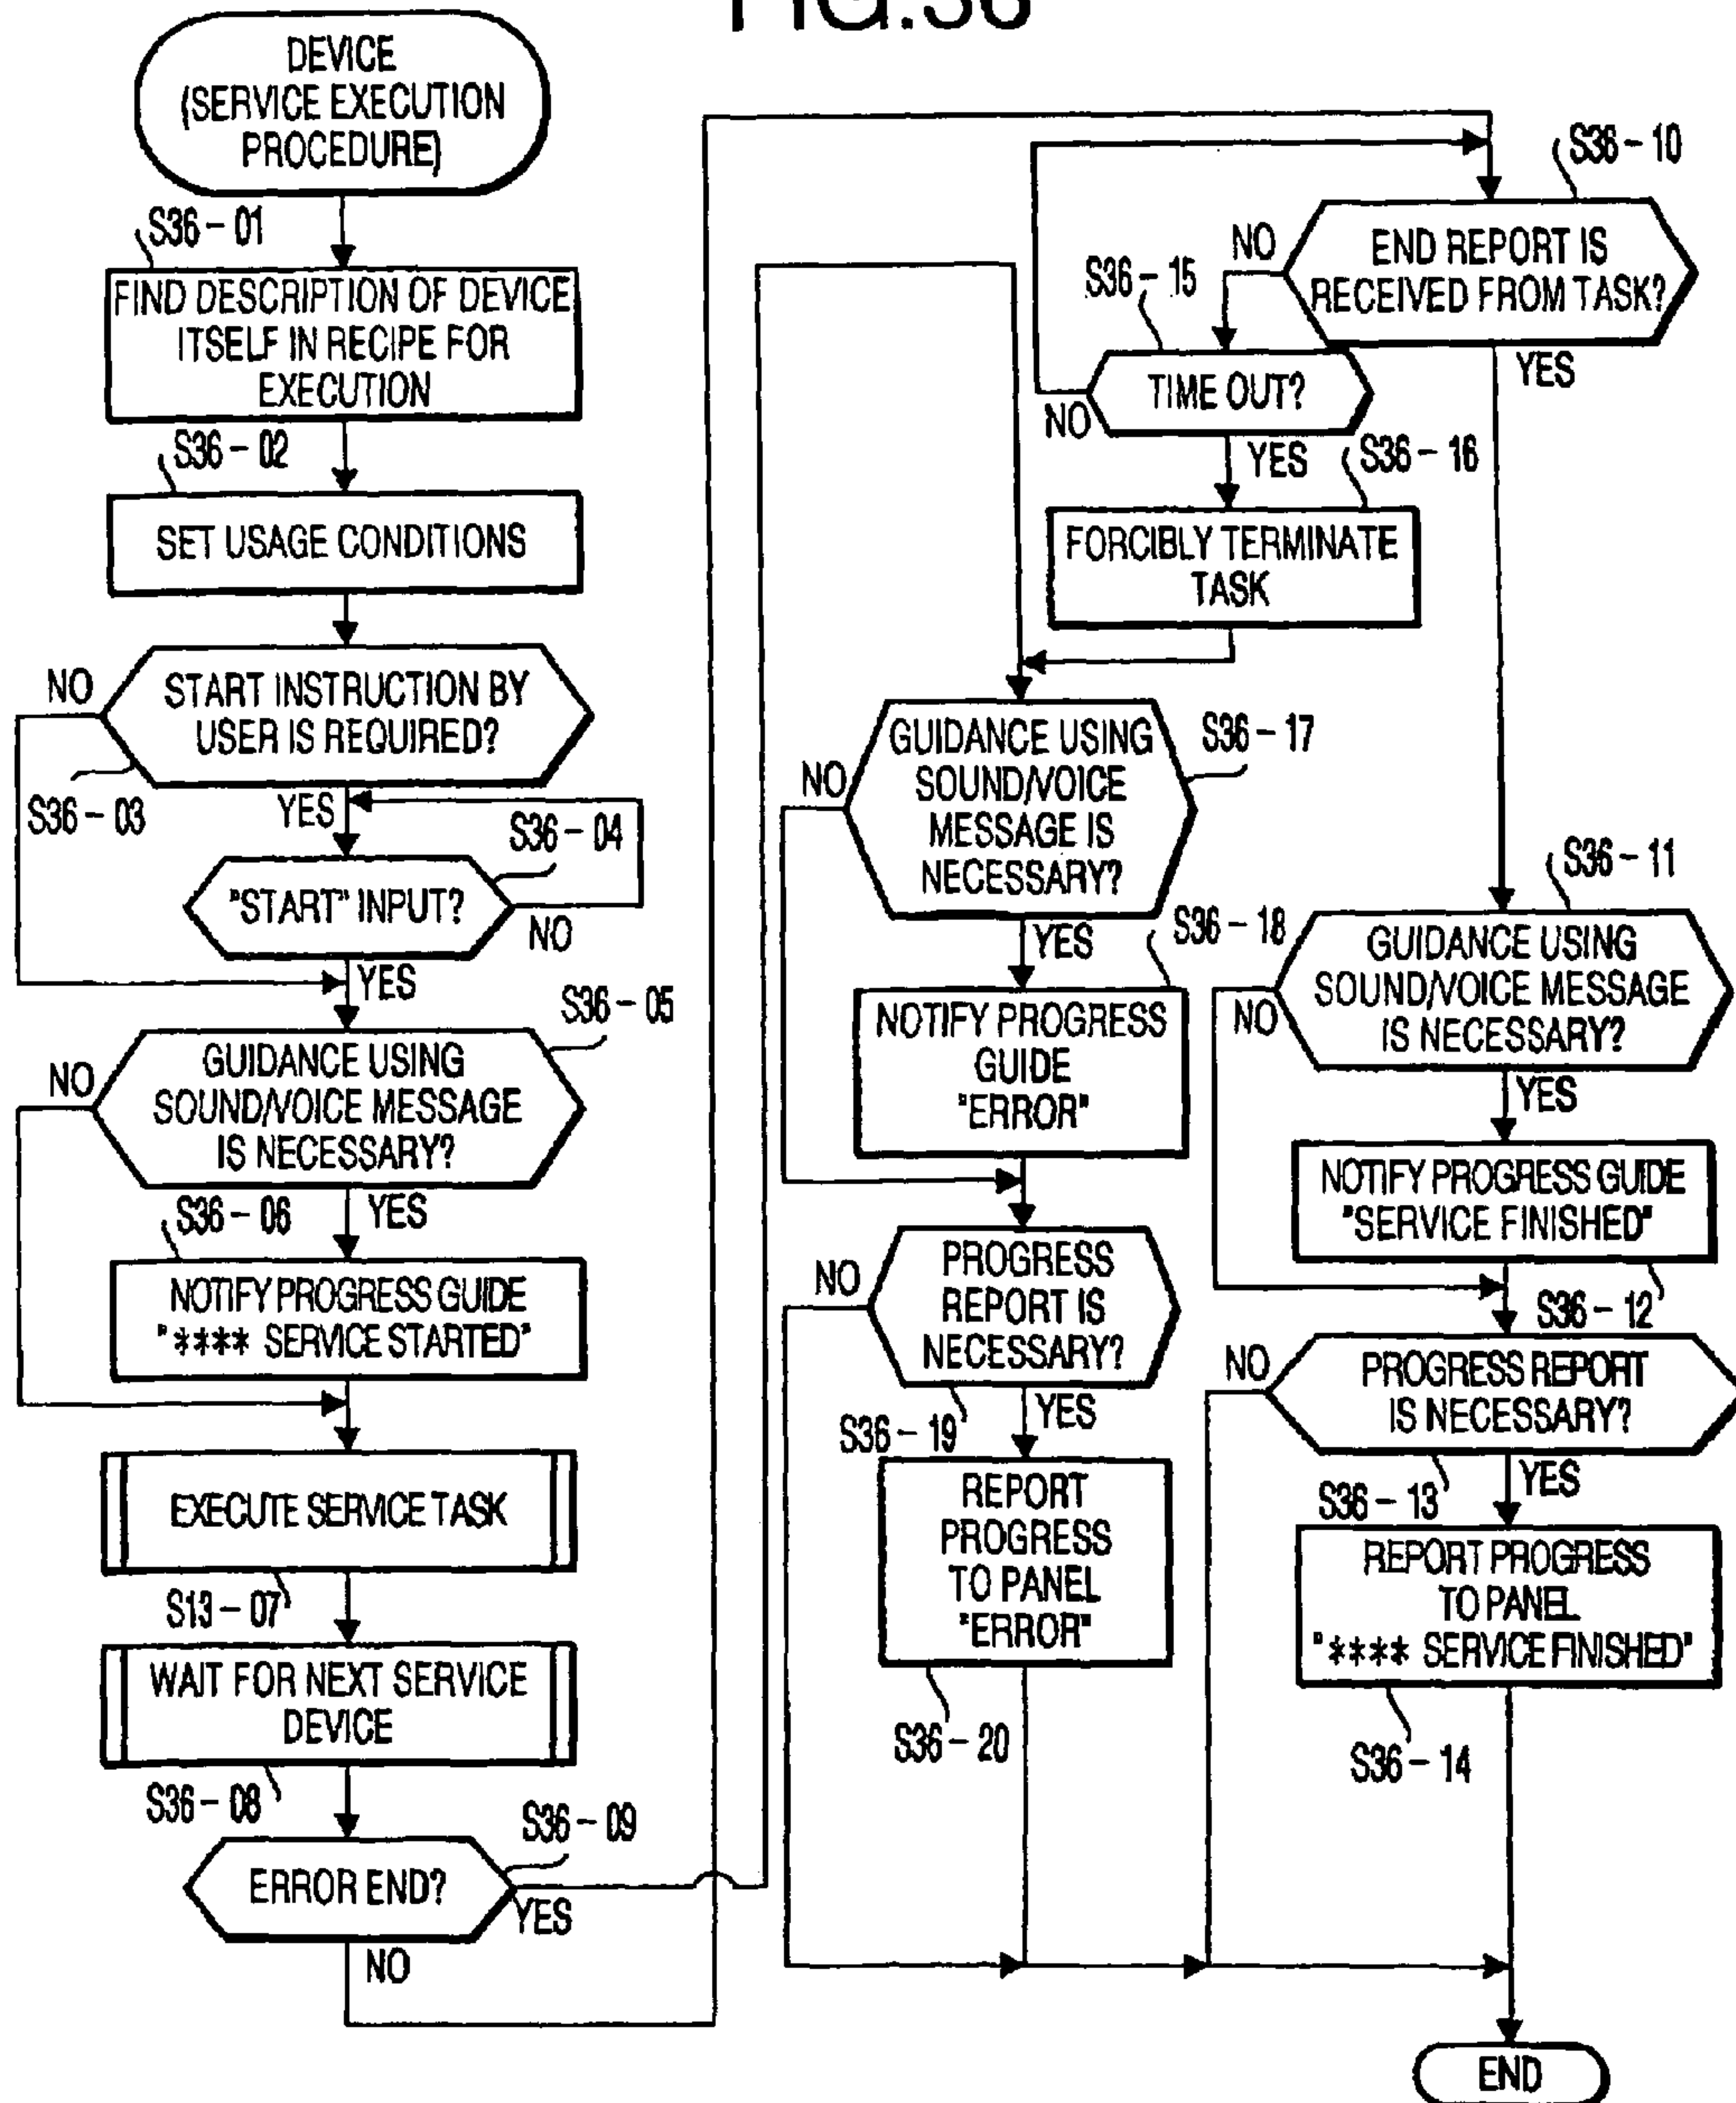 FIG.36
DEVICE
(SERVICE EXECUTION
PROCEDURE)
S36-01
FIND DESCRIPTION OF DEVICE
ITSELF IN RECIPE FOR
EXECUTION
S36-02
SET USAGE CONDITIONS
NO
START INSTRUCTION BY
USER IS REQUIRED?
S36-03
YES
S36-04
"START" INPUT?
NO
YES
S36-05
NO
GUIDANCE USING
SOUND/VOICE MESSAGE
IS NECESSARY?
S36-06
YES
NOTIFY PROGRESS GUIDE
"**** SERVICE STARTED"
EXECUTE SERVICE TASK
S13-07
WAIT FOR NEXT SERVICE
DEVICE
S36-08
S36-09
ERROR END?
YES
NO
S36-10
NO
END REPORT IS
RECEIVED FROM TASK?
YES
S36-15
TIME OUT?
NO
YES
S36-16
FORCIBLY TERMINATE
TASK
S36-17
NO
GUIDANCE USING
SOUND/VOICE
MESSAGE IS
NECESSARY?
YES
S36-18
NOTIFY PROGRESS
GUIDE
"ERROR"
NO
PROGRESS
REPORT IS
NECESSARY?
S36-19
YES
REPORT
PROGRESS
TO PANEL
"ERROR"
S36-20
S36-11
GUIDANCE USING
SOUND/VOICE MESSAGE
IS NECESSARY?
NO
YES
NOTIFY PROGRESS GUIDE
"SERVICE FINISHED"
S36-12
NO
PROGRESS REPORT
IS NECESSARY?
S36-13
YES
REPORT PROGRESS
TO PANEL
"**** SERVICE FINISHED"
S36-14
END